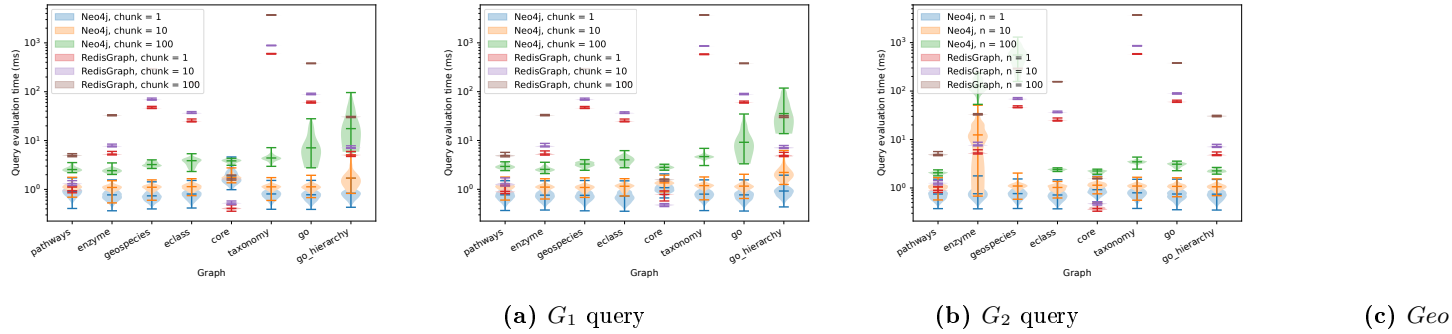 Neo4j, chunk = 1
Neo4j, chunk = 10
Neo4j, chunk = 100
RedisGraph, chunk = 1
RedisGraph, chunk = 10
RedisGraph, chunk = 100
Query evaluation time (ms)
10³
10²
10¹
10⁰
pathways
enzyme
geospecies
eclass
core
taxonomy
go
go_hierarchy
Graph
Neo4j, chunk = 1
Neo4j, chunk = 10
Neo4j, chunk = 100
RedisGraph, chunk = 1
RedisGraph, chunk = 10
RedisGraph, chunk = 100
Query evaluation time (ms)
10³
10²
10¹
10⁰
pathways
enzyme
geospecies
eclass
core
taxonomy
go
go_hierarchy
Graph
Neo4j, n = 1
Neo4j, n = 10
Neo4j, n = 100
RedisGraph, n = 1
RedisGraph, n = 10
RedisGraph, n = 100
Query evaluation time (ms)
10³
10²
10¹
10⁰
pathways
enzyme
geospecies
eclass
core
taxonomy
go
go_hierarchy
Graph
(a) G₁ query
(b) G₂ query
(c) Geo